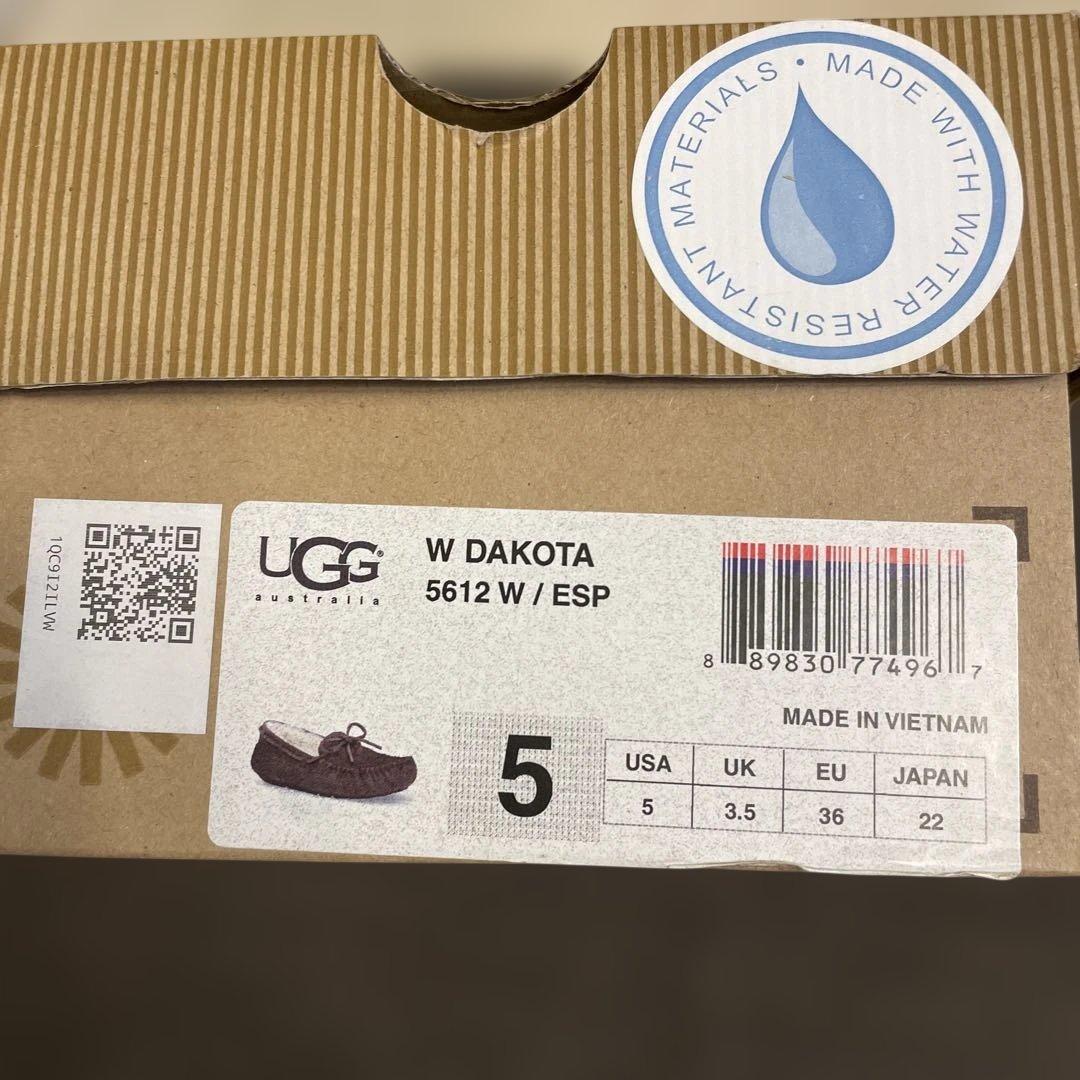 MADE WITH WATER RESISTANT MATERIALS •
1QC9I2ILVW
UGG®
australia
W DAKOTA
5612 W / ESP
8 89830 77496 7
MADE IN VIETNAM
5
USA UK EU JAPAN
5 3.5 36 22